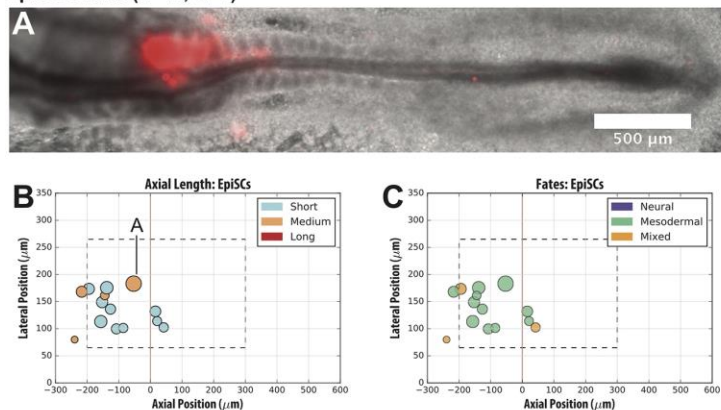 A
500 μm
B
Axial Length: EpiSCs
Short
Medium
Long
A
Lateral Position (μm)
350
300
250
200
150
100
50
0
−300 −200 −100 0 100 200 300 400 500 600
Axial Position (μm)
C
Fates: EpiSCs
Neural
Mesodermal
Mixed
Lateral Position (μm)
350
300
250
200
150
100
50
0
−300 −200 −100 0 100 200 300 400 500 600
Axial Position (μm)